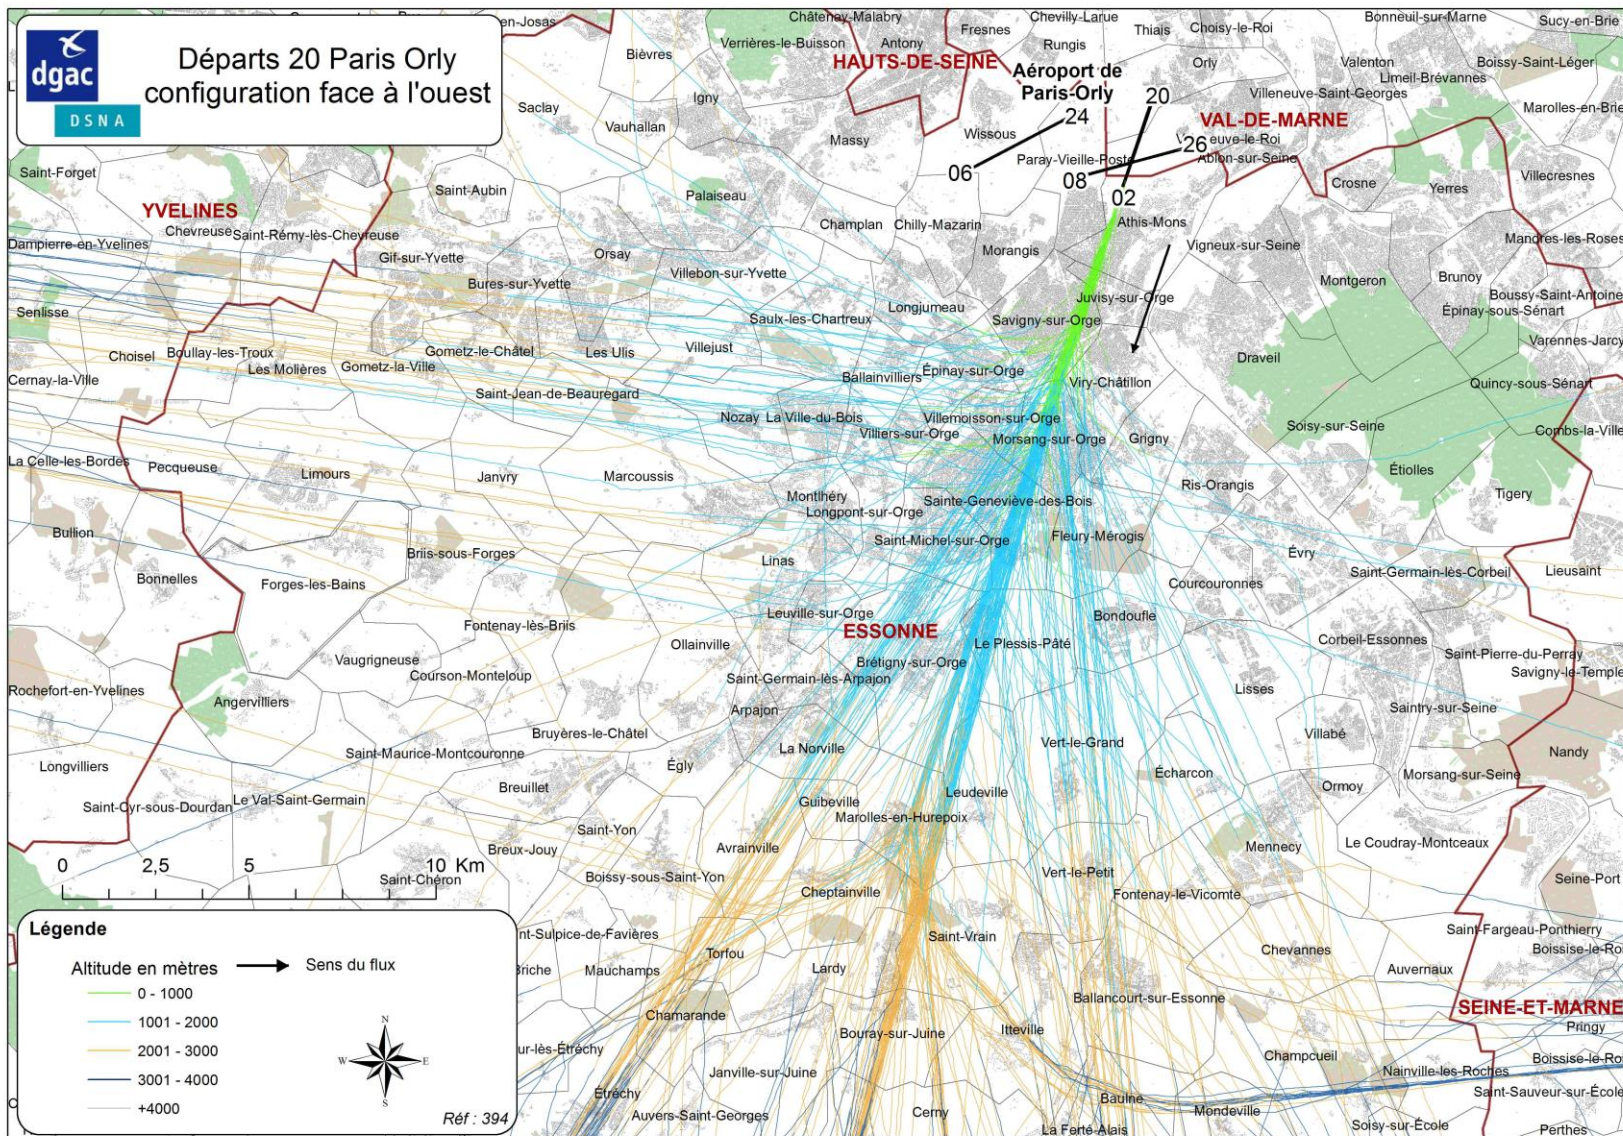 dgac
DSNA
Départs 20 Paris Orly
configuration face à l'ouest
en-Josas
Bièvres
Châtenay-Malabry
Chevilly-Larue
Thiais
Choisy-le-Roi
Bonneuil-sur-Marne
Sucy-en-Brie
Verrières-le-Buisson
Antony
Fresnes
Rungis
Orly
HAUTS-DE-SEINE
Valenton
Limeil-Brévannes
Boissy-Saint-Léger
Aéroport de
Paris-Orly
Igny
Saclay
Vauhallan
Villeneuve-Saint-Georges
Marolles-en-Brie
20
24
VAL-DE-MARNE
Massy
Wissous
26
euve-le-Roi
Paray-Vieille-Poste
Ablon-sur-Seine
06
08
02
Saint-Forget
Saint-Aubin
Palaiseau
Crosne
Yerres
Villecresnes
YVELINES
Chevreuse
Saint-Rémy-lès-Chevreuse
Dampierre-en-Yvelines
Gif-sur-Yvette
Orsay
Champlan
Chilly-Mazarin
Morangis
Athis-Mons
Vigneux-sur-Seine
Mandres-les-Roses
Bures-sur-Yvette
Villebon-sur-Yvette
Montgeron
Brunoy
Boussy-Saint-Antoine
Senlisse
Longjumeau
Juvisy-sur-Orge
Épinay-sous-Sénart
Saulx-les-Chartreux
Savigny-sur-Orge
Varennes-Jarcy
Choisel
Boullay-les-Troux
Les Molières
Gometz-le-Châtel
Gometz-la-Ville
Les Ulis
Villejust
Draveil
Cernay-la-Ville
Ballainvilliers
Épinay-sur-Orge
Viry-Châtillon
Quincy-sous-Sénart
Saint-Jean-de-Beauregard
Nozay
La Ville-du-Bois
Villemoisson-sur-Orge
Villiers-sur-Orge
Morsang-sur-Orge
Grigny
Soisy-sur-Seine
Combs-la-Ville
La Celle-les-Bordes
Pecqueuse
Limours
Janvry
Marcoussis
Étiolles
Ris-Orangis
Tigery
Montlhéry
Longpont-sur-Orge
Sainte-Geneviève-des-Bois
Bullion
Saint-Michel-sur-Orge
Fleury-Mérogis
Briis-sous-Forges
Linas
Évry
Bonnelles
Forges-les-Bains
Courcouronnes
Saint-Germain-lès-Corbeil
Lieusaint
Leuville-sur-Orge
Bondoufle
Fontenay-lès-Briis
ESSONNE
Ollainville
Le Plessis-Pâté
Corbeil-Essonnes
Vaugrigneuse
Courson-Monteloup
Brétigny-sur-Orge
Saint-Pierre-du-Perray
Savigny-le-Temple
Rochefort-en-Yvelines
Angervilliers
Saint-Germain-lès-Arpajon
Lisses
Arpajon
Saintry-sur-Seine
Bruyères-le-Châtel
La Norville
Vert-le-Grand
Villabé
Saint-Maurice-Montcouronne
Nandy
Longvilliers
Égly
Écharcon
Morsang-sur-Seine
Breuillet
Leudeville
Ormoy
Saint-Cyr-sous-Dourdan
Le Val-Saint-Germain
Guibeville
Marolles-en-Hurepoix
Saint-Yon
Breux-Jouy
Avrainville
Mennecy
Le Coudray-Montceaux
0 2,5 5 10 Km
Saint-Chéron
Boissy-sous-Saint-Yon
Cheptainville
Vert-le-Petit
Fontenay-le-Vicomte
Seine-Port
nt-Sulpice-de-Favières
Saint-Vrain
Saint-Fargeau-Ponthierry
Torfou
Chevannes
Boissise-le-Ro
Briche
Mauchamps
Lardy
Auvernaux
Ballancourt-sur-Essonne
Chamarande
Bouray-sur-Juine
Itteville
SEINE-ET-MARNE
Pringy
ur-lès-Étréchy
Champcueil
Boissise-le-Ro
Janville-sur-Juine
Nainville-les-Roches
Étréchy
Baulne
Saint-Sauveur-sur-École
Auvers-Saint-Georges
Cerny
Mondeville
La Ferté-Alais
Soisy-sur-École
Perthes
Légende
Altitude en mètres
Sens du flux
0 - 1000
1001 - 2000
2001 - 3000
3001 - 4000
+4000
N
W
E
S
Réf : 394